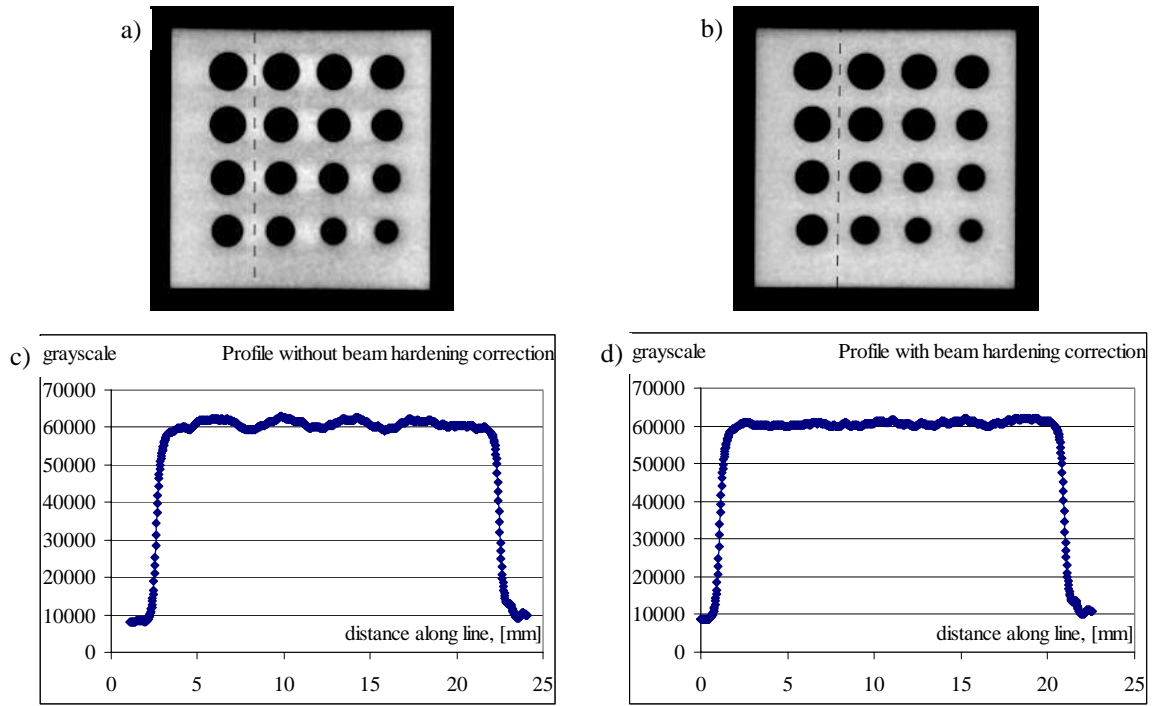 a)
b)
c) grayscale Profile without beam hardening correction
70000
60000
50000
40000
30000
20000
10000
0
distance along line, [mm]
0 5 10 15 20 25
d) grayscale Profile with beam hardening correction
70000
60000
50000
40000
30000
20000
10000
0
distance along line, [mm]
0 5 10 15 20 25